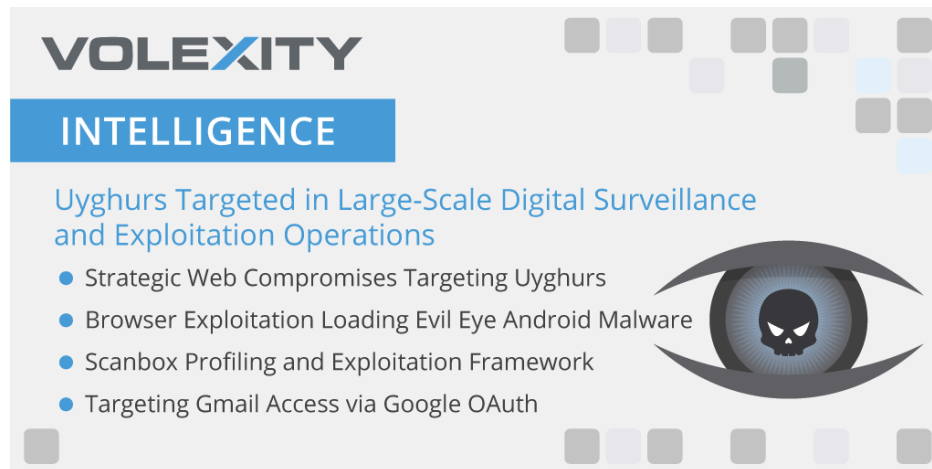 VOLEXITY
INTELLIGENCE
Uyghurs Targeted in Large-Scale Digital Surveillance
and Exploitation Operations
Strategic Web Compromises Targeting Uyghurs
Browser Exploitation Loading Evil Eye Android Malware
Scanbox Profiling and Exploitation Framework
Targeting Gmail Access via Google OAuth